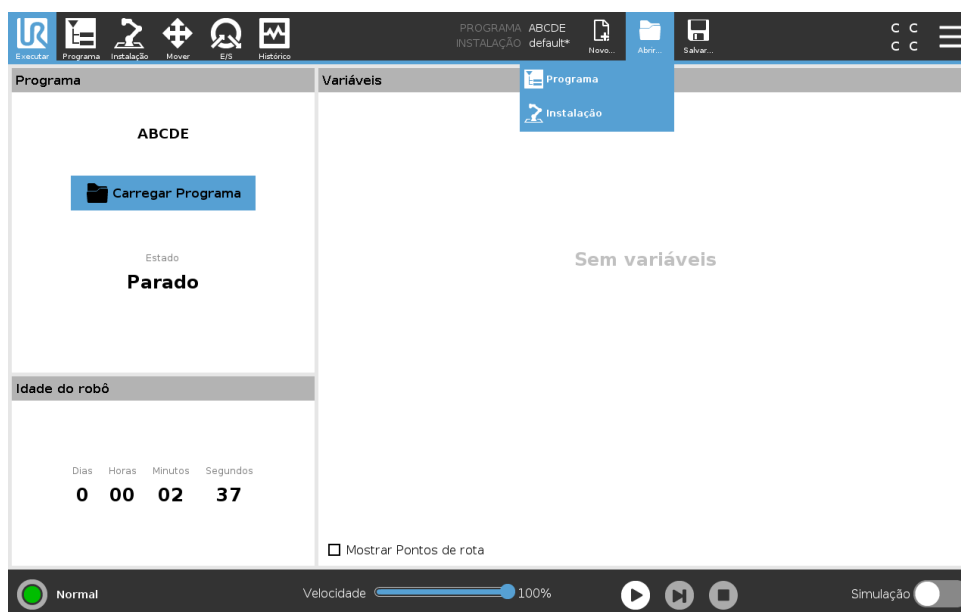 UR
PROGRAMA ABCDE
INSTALAÇÃO default*
Executar Programa Instalação Mover E/S Histórico Novo... Abrir... Salvar...
C C
C C
Programa
Instalação
Programa
Variáveis
ABCDE
Carregar Programa
Estado
Parado
Sem variáveis
Idade do robô
Dias Horas Minutos Segundos
0 00 02 37
Mostrar Pontos de rota
Normal
Velocidade 100%
Simulação